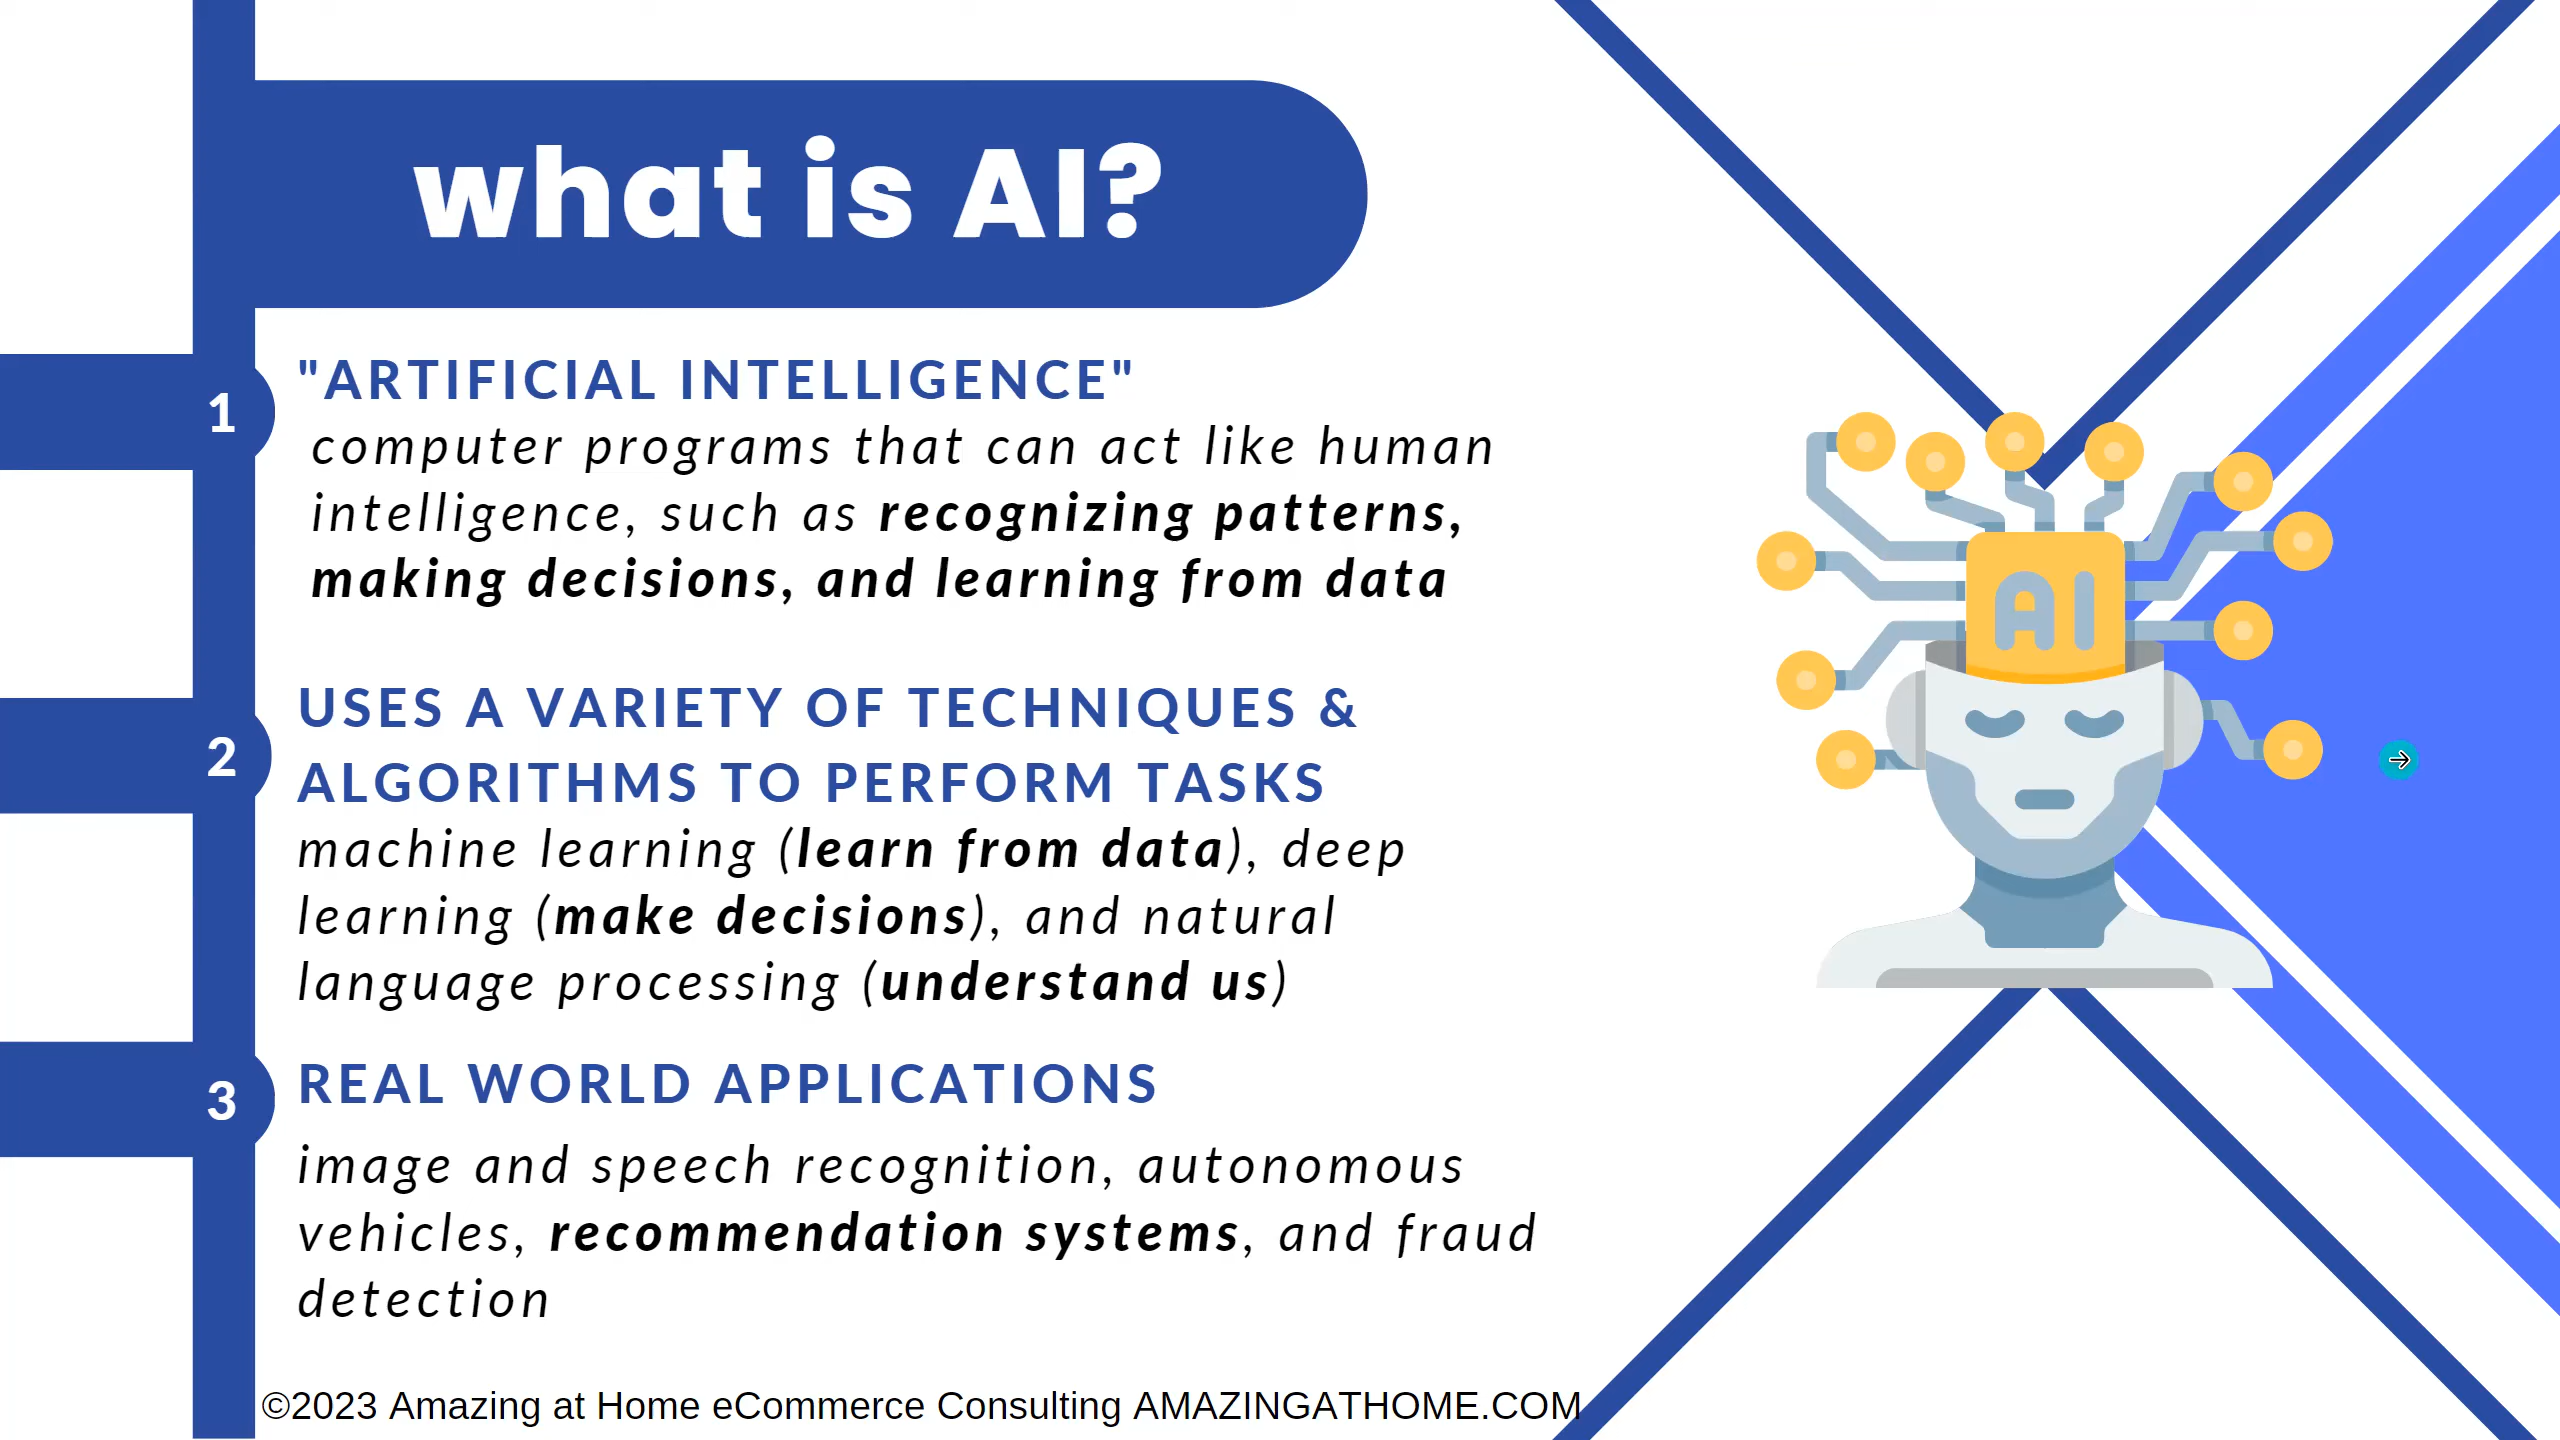 what is AI?
1
"ARTIFICIAL INTELLIGENCE"
computer programs that can act like human
intelligence, such as recognizing patterns,
making decisions, and learning from data
2
USES A VARIETY OF TECHNIQUES &
ALGORITHMS TO PERFORM TASKS
machine learning (learn from data), deep
learning (make decisions), and natural
language processing (understand us)
3
REAL WORLD APPLICATIONS
image and speech recognition, autonomous
vehicles, recommendation systems, and fraud
detection
AI
©2023 Amazing at Home eCommerce Consulting AMAZINGATHOME.COM